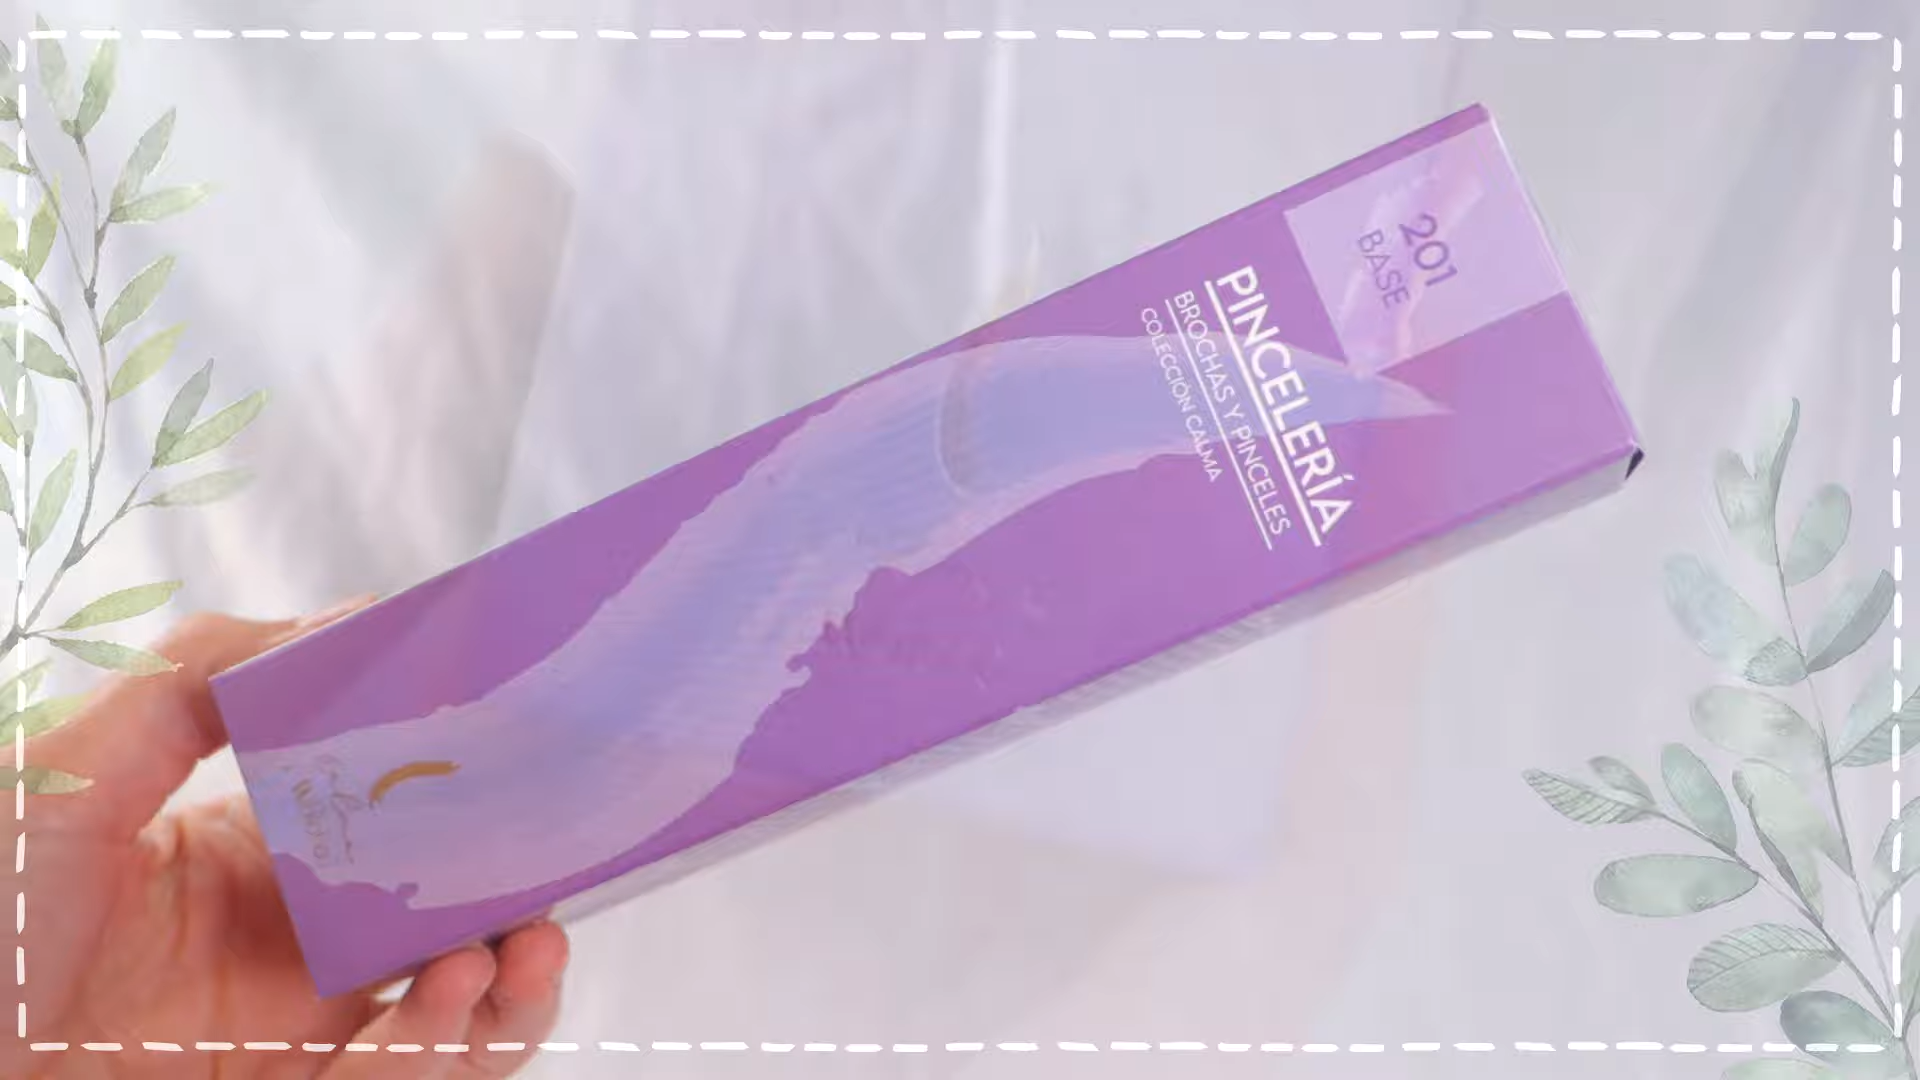 201
BASE
PINCELERÍA
BROCHAS Y PINCELES
COLECCIÓN CALMA